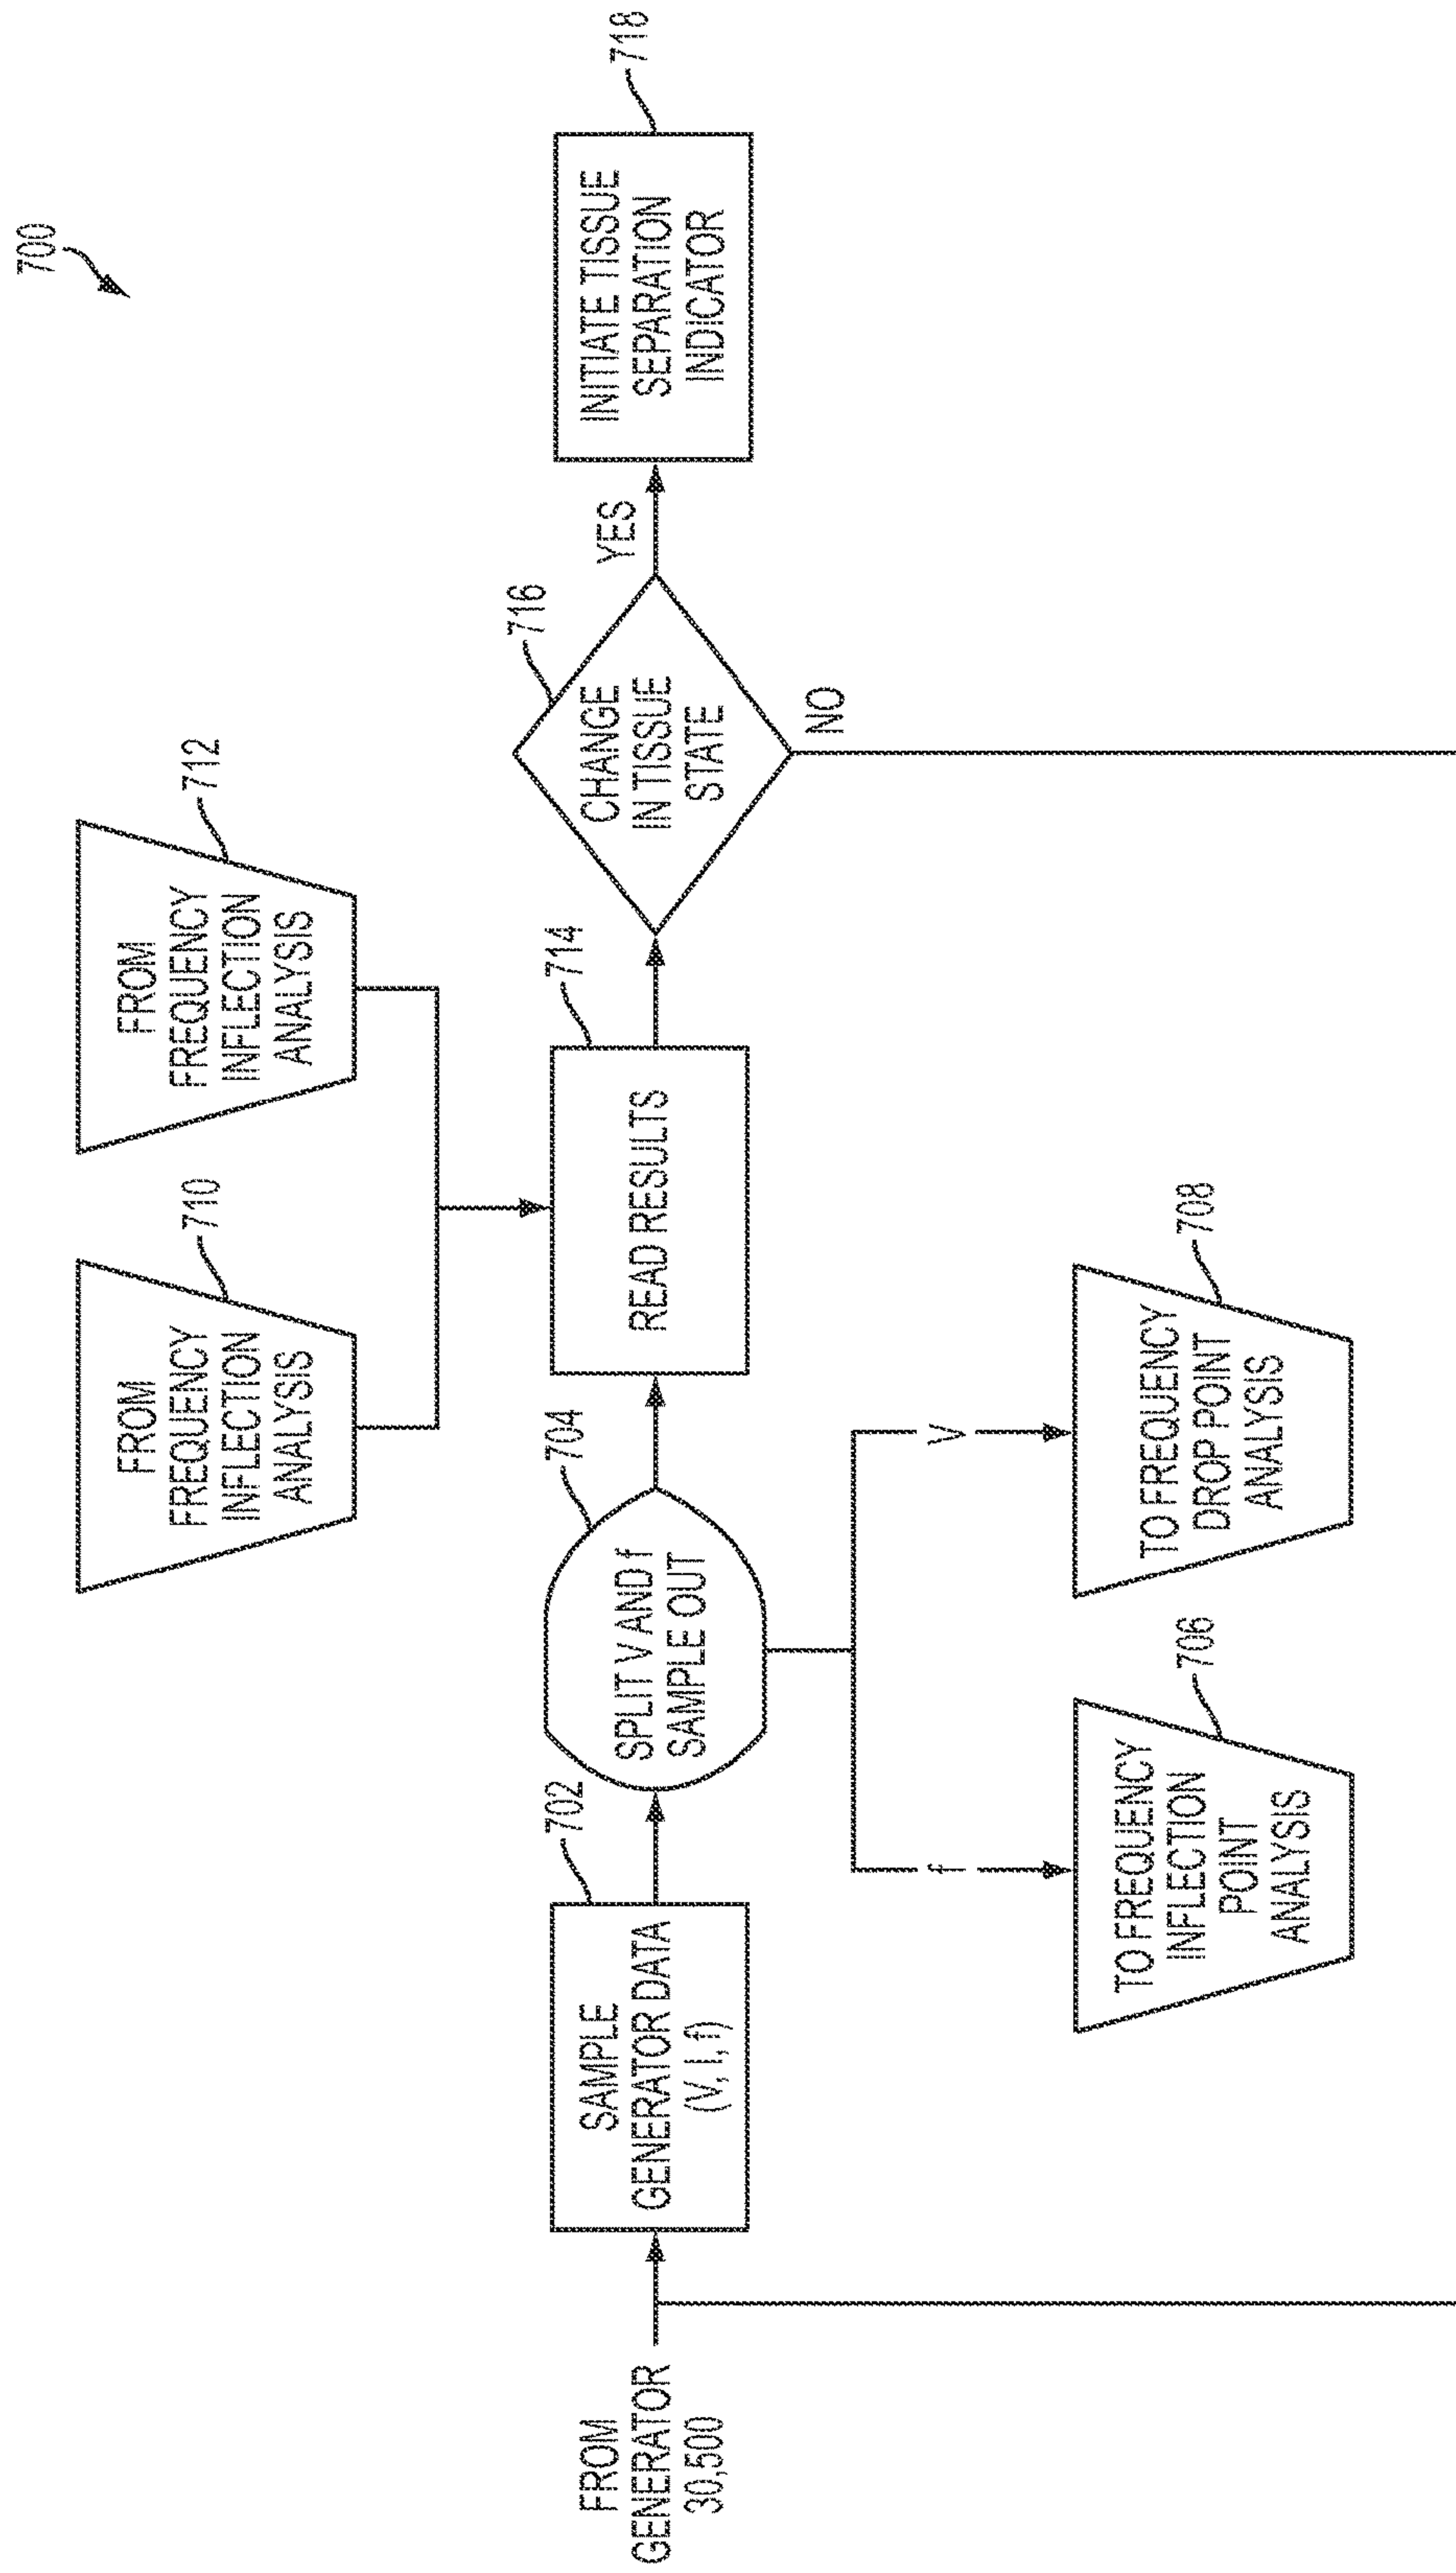 700
FROM
FREQUENCY
INFLECTION
ANALYSIS
710
FROM
FREQUENCY
INFLECTION
ANALYSIS
712
FROM
GENERATOR
30,500
SAMPLE
GENERATOR DATA
(V, I, f)
702
SPLIT V AND f
SAMPLE OUT
704
READ RESULTS
714
CHANGE
IN TISSUE
STATE
716
YES
NO
INITIATE TISSUE
SEPARATION
INDICATOR
718
f
V
TO FREQUENCY
INFLECTION
POINT
ANALYSIS
706
TO FREQUENCY
DROP POINT
ANALYSIS
708